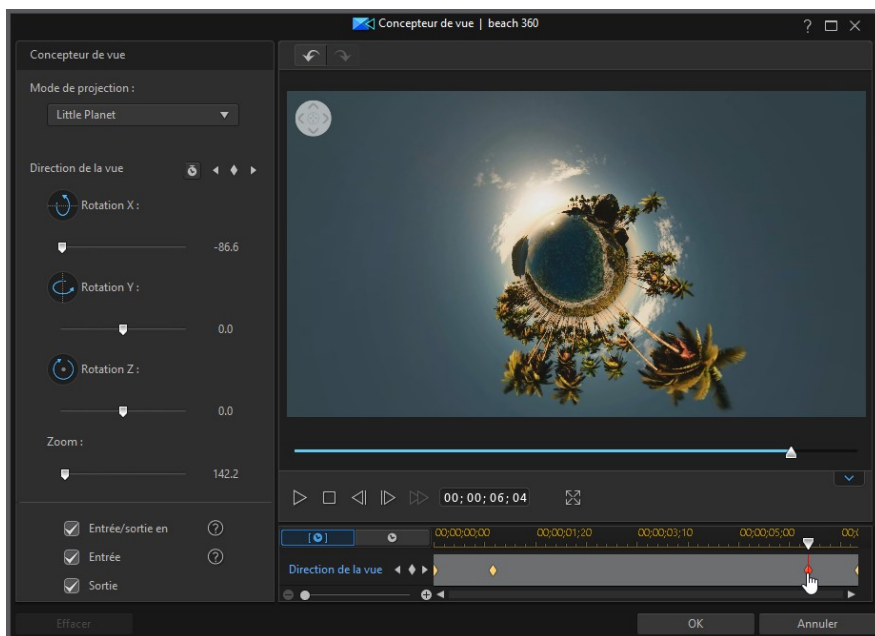 Concepteur de vue | beach 360
?
Concepteur de vue
Mode de projection :
Little Planet
Direction de la vue
Rotation X :
-86.6
Rotation Y :
0.0
Rotation Z :
0.0
Zoom :
142.2
Entrée/sortie en
?
Entrée
?
Sortie
Effacer
00; 00; 06; 04
00;00;00;00 00;00;01;20 00;00;03;10 00;00;05;00
Direction de la vue
OK
Annuler